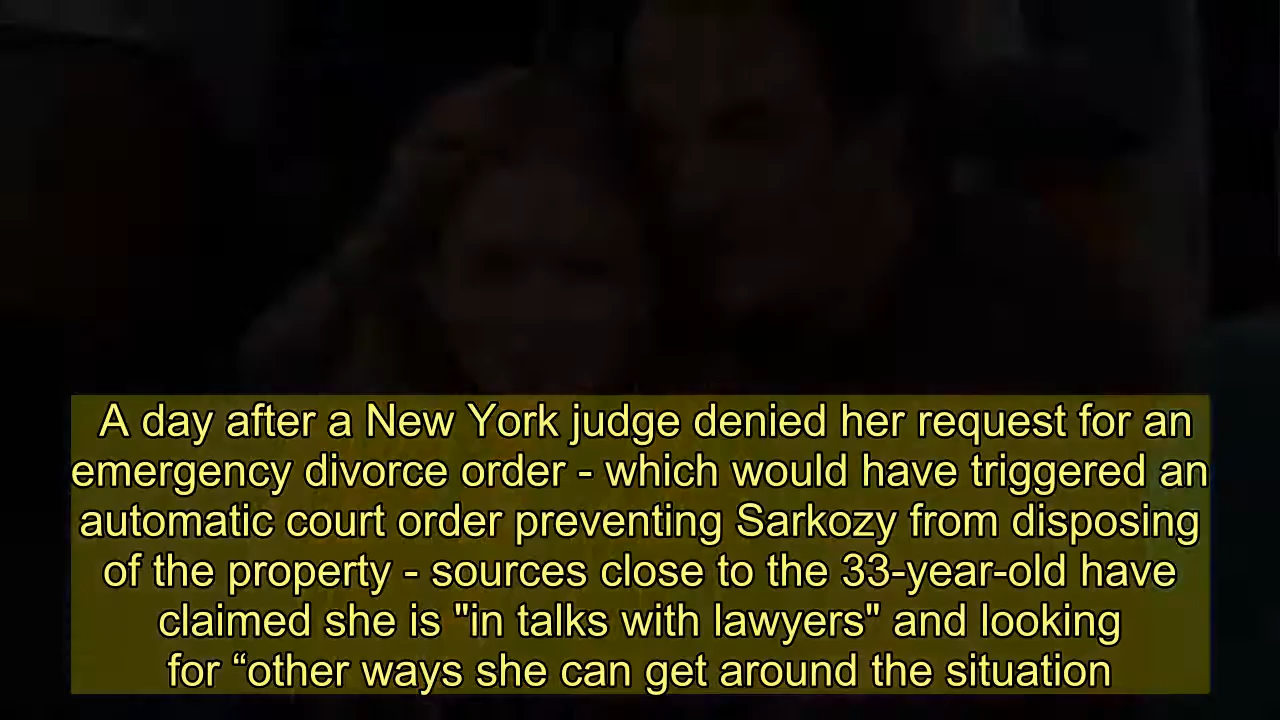 A day after a New York judge denied her request for an
emergency divorce order - which would have triggered an
automatic court order preventing Sarkozy from disposing
of the property - sources close to the 33-year-old have
claimed she is "in talks with lawyers" and looking
for “other ways she can get around the situation